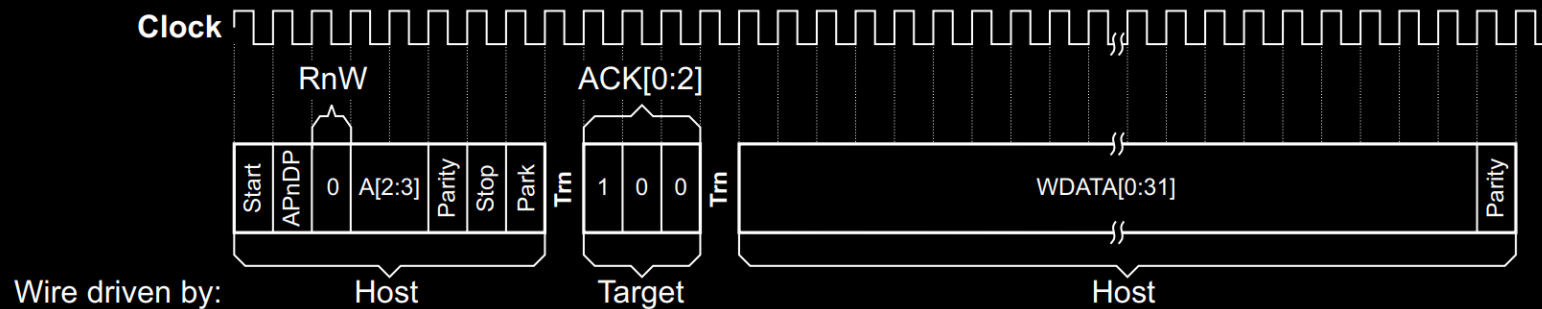 Clock
RnW ACK[0:2]
Start APnDP 0 A[2:3] Parity Stop Park Trn 1 0 0 Trn WDATA[0:31] Parity
Wire driven by: Host Target Host